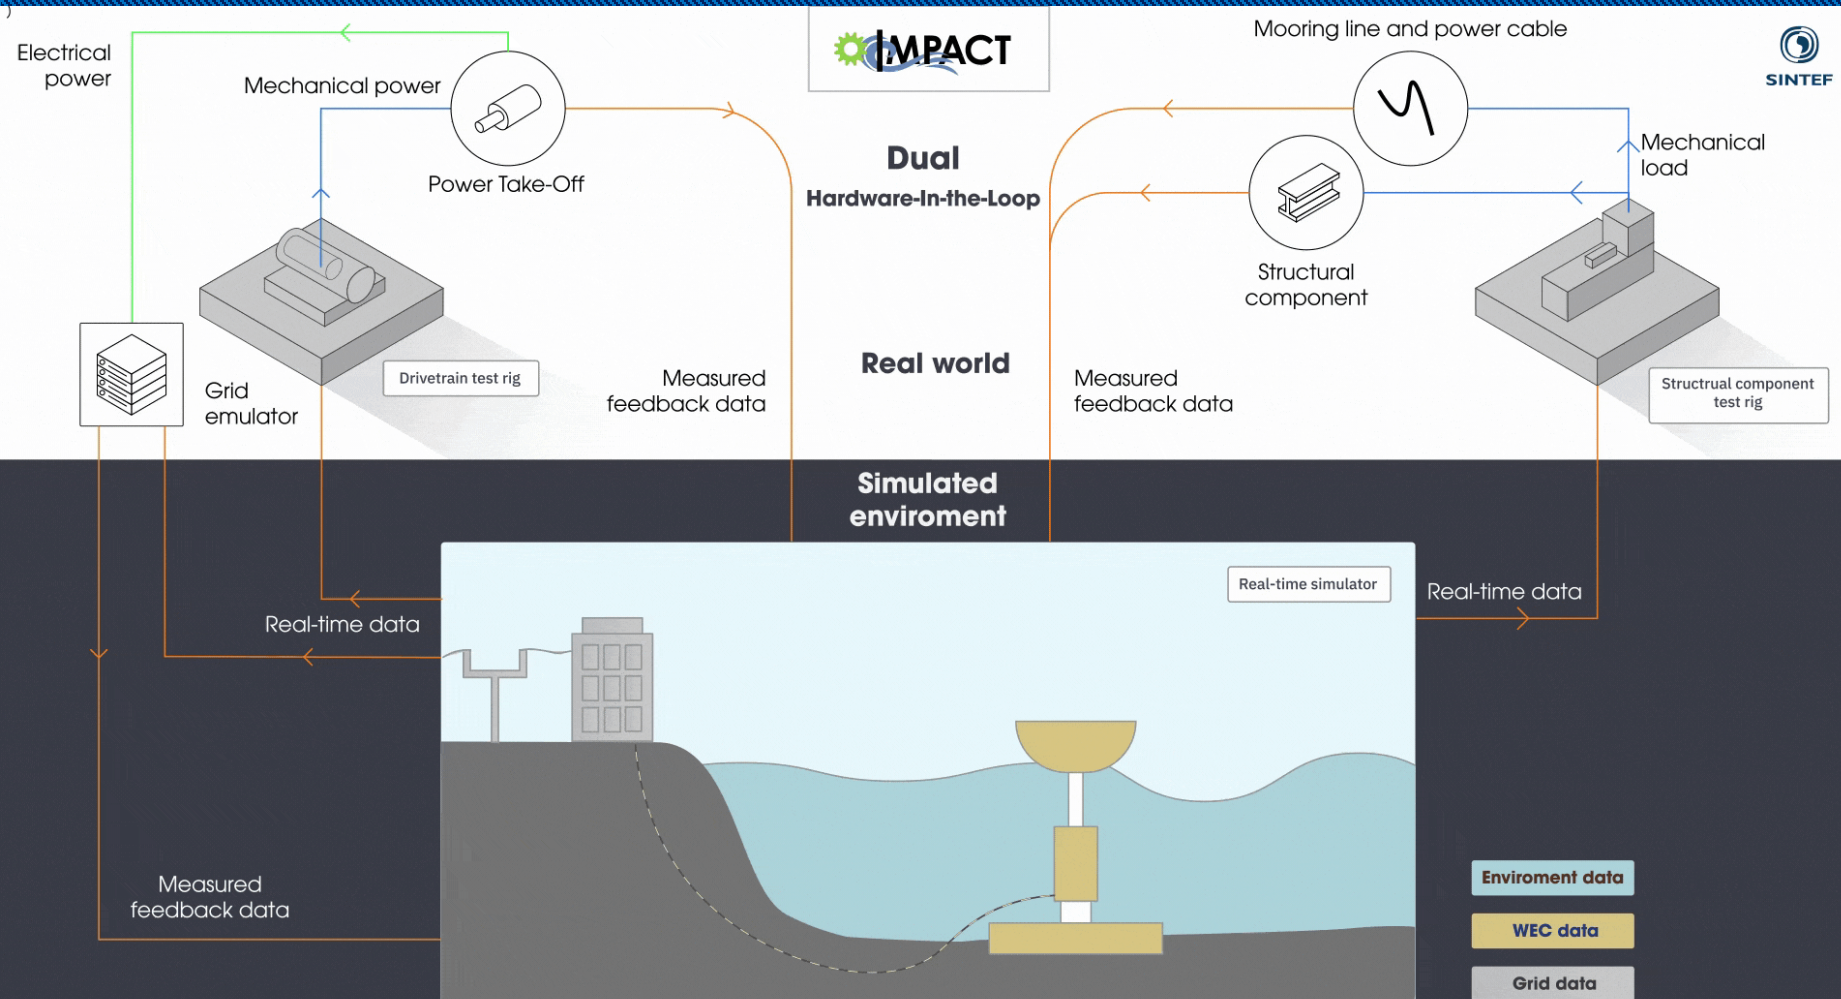 )
Electrical
power
Mechanical power
Power Take-Off
IMPACT
Dual
Hardware-In-the-Loop
Mooring line and power cable
SINTEF
Mechanical
load
Structural
component
Drivetrain test rig
Grid
emulator
Measured
feedback data
Real world
Measured
feedback data
Structrual component
test rig
Simulated
enviroment
Real-time simulator
Real-time data
Real-time data
Measured
feedback data
Enviroment data
WEC data
Grid data